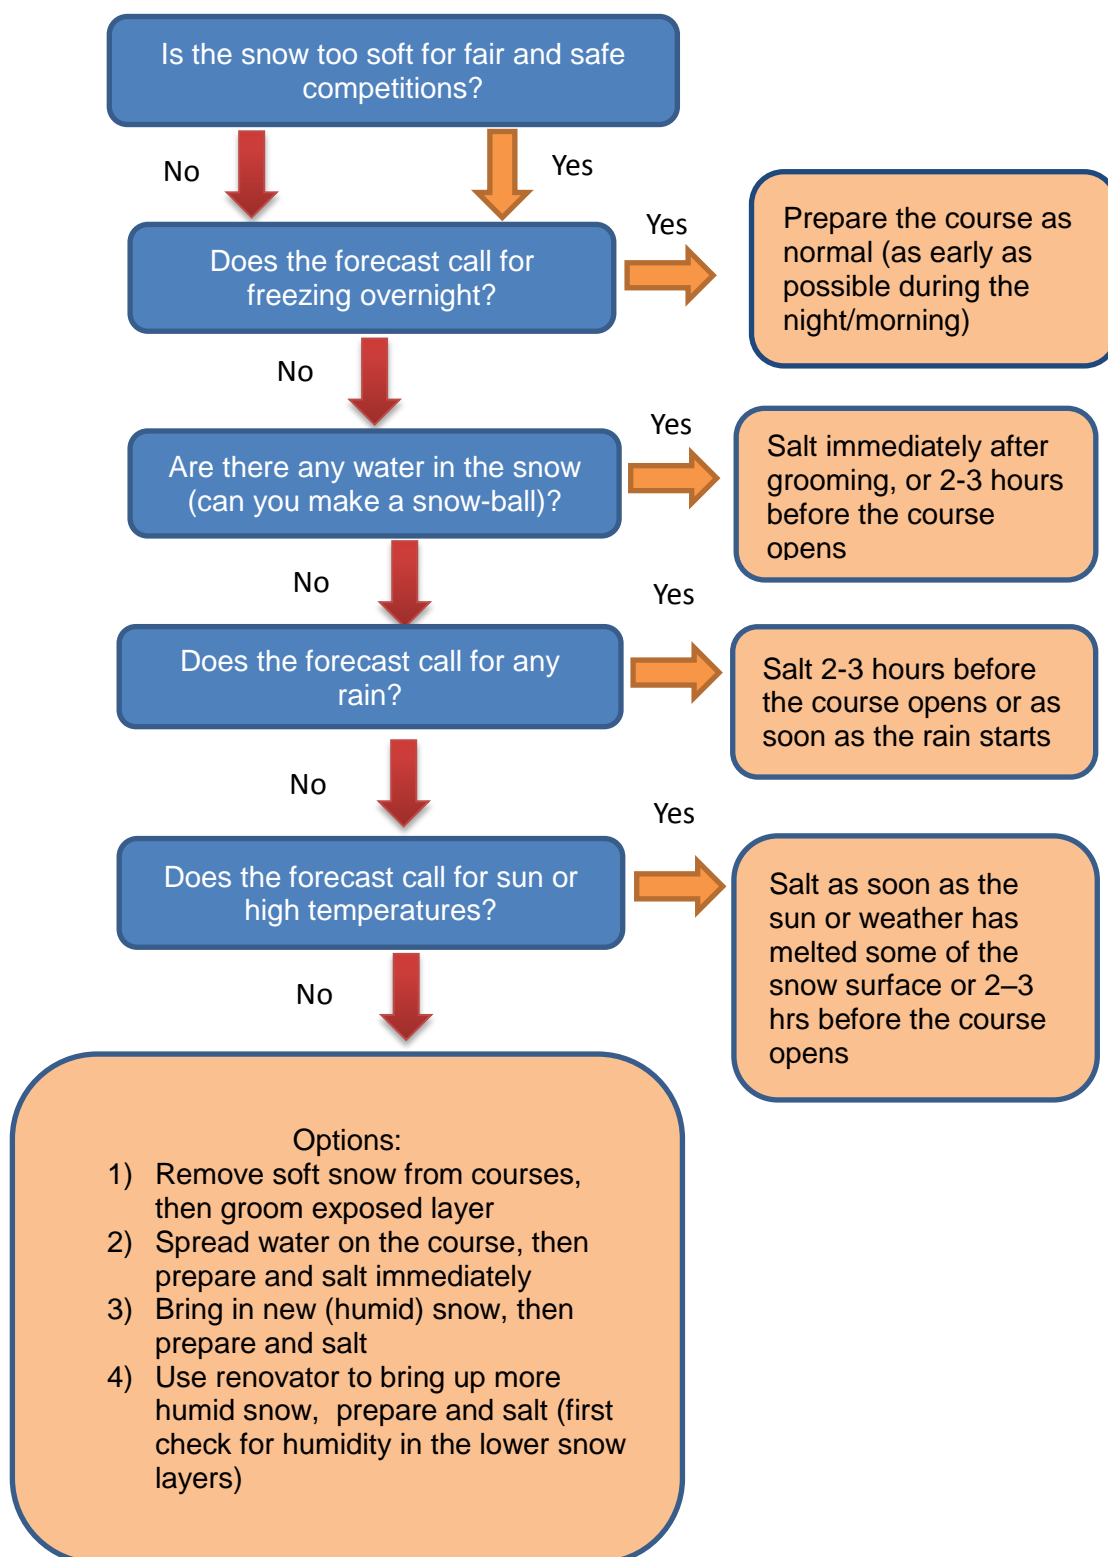 Is the snow too soft for fair and safe
competitions?
No
Yes
Does the forecast call for
freezing overnight?
Yes
Prepare the course as
normal (as early as
possible during the
night/morning)
No
Are there any water in the snow
(can you make a snow-ball)?
Yes
Salt immediately after
grooming, or 2-3 hours
before the course
opens
No
Does the forecast call for any
rain?
Yes
Salt 2-3 hours before
the course opens or as
soon as the rain starts
No
Does the forecast call for sun or
high temperatures?
Yes
Salt as soon as the
sun or weather has
melted some of the
snow surface or 2–3
hrs before the course
opens
No
Options:
1) Remove soft snow from courses,
then groom exposed layer
2) Spread water on the course, then
prepare and salt immediately
3) Bring in new (humid) snow, then
prepare and salt
4) Use renovator to bring up more
humid snow, prepare and salt (first
check for humidity in the lower snow
layers)